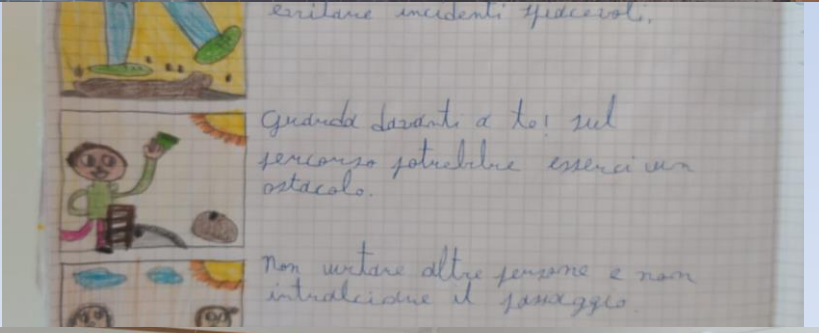 evitare incidenti spiacevoli.
Guarda davanti a te! sul
percorso potrebbe esserci un
ostacolo.
Non urtare altre persone e non
intralciare il passaggio.